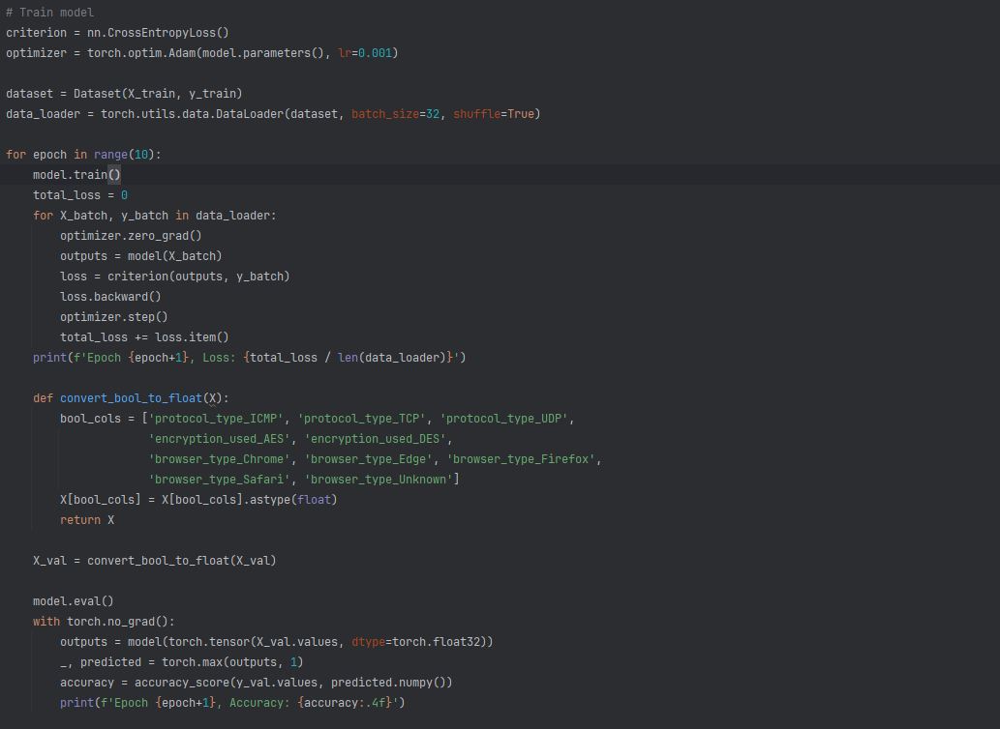 # Train model
criterion = nn.CrossEntropyLoss()
optimizer = torch.optim.Adam(model.parameters(), lr=0.001)

dataset = Dataset(X_train, y_train)
data_loader = torch.utils.data.DataLoader(dataset, batch_size=32, shuffle=True)

for epoch in range(10):
    model.train()
    total_loss = 0
    for X_batch, y_batch in data_loader:
        optimizer.zero_grad()
        outputs = model(X_batch)
        loss = criterion(outputs, y_batch)
        loss.backward()
        optimizer.step()
        total_loss += loss.item()
    print(f'Epoch {epoch+1}, Loss: {total_loss / len(data_loader)}')

    def convert_bool_to_float(X):
        bool_cols = ['protocol_type_ICMP', 'protocol_type_TCP', 'protocol_type_UDP',
                     'encryption_used_AES', 'encryption_used_DES',
                     'browser_type_Chrome', 'browser_type_Edge', 'browser_type_Firefox',
                     'browser_type_Safari', 'browser_type_Unknown']
        X[bool_cols] = X[bool_cols].astype(float)
        return X

    X_val = convert_bool_to_float(X_val)

    model.eval()
    with torch.no_grad():
        outputs = model(torch.tensor(X_val.values, dtype=torch.float32))
        _, predicted = torch.max(outputs, 1)
        accuracy = accuracy_score(y_val.values, predicted.numpy())
        print(f'Epoch {epoch+1}, Accuracy: {accuracy:.4f}')